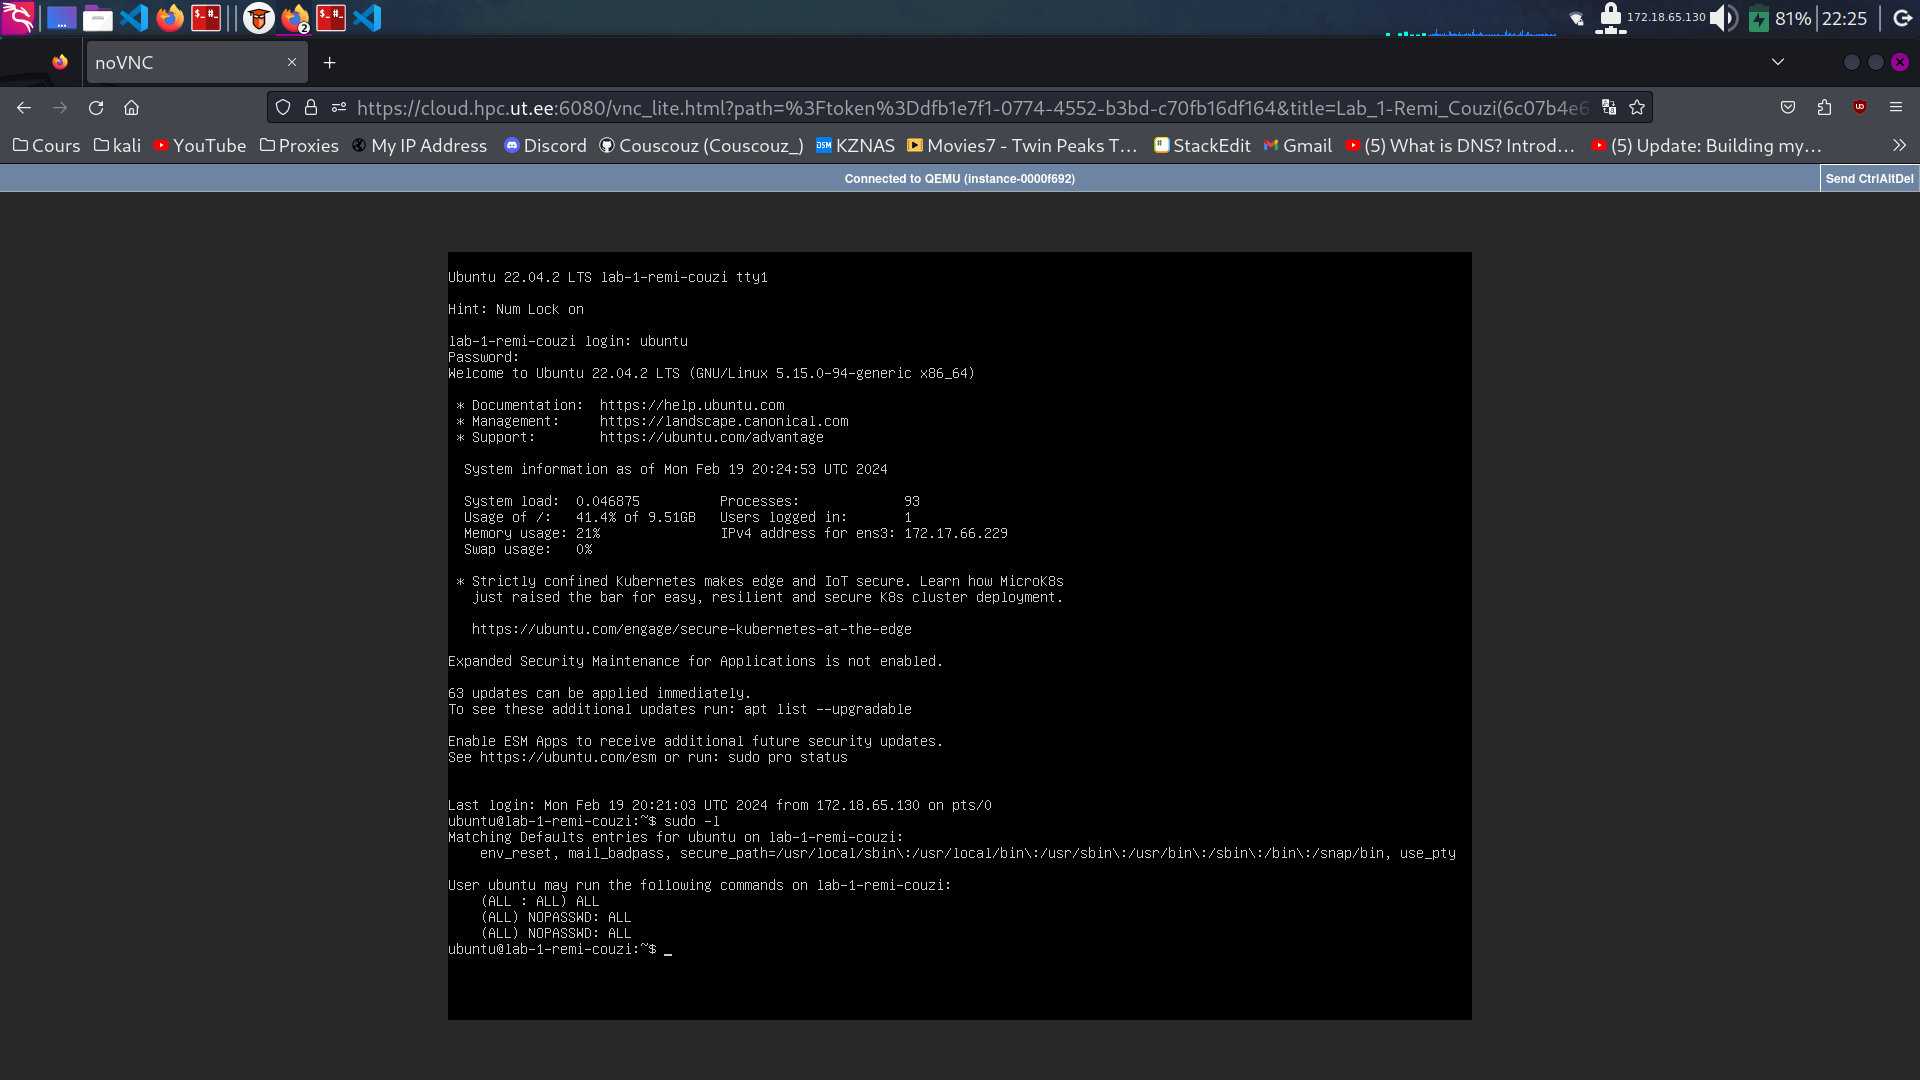 172.18.65.130 81% 22:25
noVNC
https://cloud.hpc.ut.ee:6080/vnc_lite.html?path=%3Ftoken%3Ddfb1e7f1-0774-4552-b3bd-c70fb16df164&title=Lab_1-Remi_Couzi(6c07b4e6
Cours kali YouTube Proxies My IP Address Discord Couscouz (Couscouz_) KZNAS Movies7 - Twin Peaks T… StackEdit Gmail (5) What is DNS? Introd… (5) Update: Building my…
Connected to QEMU (instance-0000f692) Send CtrlAltDel
Ubuntu 22.04.2 LTS lab-1-remi-couzi tty1
Hint: Num Lock on
lab-1-remi-couzi login: ubuntu
Password:
Welcome to Ubuntu 22.04.2 LTS (GNU/Linux 5.15.0-94-generic x86_64)
* Documentation: https://help.ubuntu.com
* Management: https://landscape.canonical.com
* Support: https://ubuntu.com/advantage
System information as of Mon Feb 19 20:24:53 UTC 2024
System load: 0.046875 Processes: 93
Usage of /: 41.4% of 9.51GB Users logged in: 1
Memory usage: 21% IPv4 address for ens3: 172.17.66.229
Swap usage: 0%
* Strictly confined Kubernetes makes edge and IoT secure. Learn how MicroK8s
just raised the bar for easy, resilient and secure K8s cluster deployment.
https://ubuntu.com/engage/secure-kubernetes-at-the-edge
Expanded Security Maintenance for Applications is not enabled.
63 updates can be applied immediately.
To see these additional updates run: apt list --upgradable
Enable ESM Apps to receive additional future security updates.
See https://ubuntu.com/esm or run: sudo pro status
Last login: Mon Feb 19 20:21:03 UTC 2024 from 172.18.65.130 on pts/0
ubuntu@lab-1-remi-couzi:~$ sudo -l
Matching Defaults entries for ubuntu on lab-1-remi-couzi:
env_reset, mail_badpass, secure_path=/usr/local/sbin\:/usr/local/bin\:/usr/sbin\:/usr/bin\:/sbin\:/bin\:/snap/bin, use_pty
User ubuntu may run the following commands on lab-1-remi-couzi:
(ALL : ALL) ALL
(ALL) NOPASSWD: ALL
(ALL) NOPASSWD: ALL
ubuntu@lab-1-remi-couzi:~$ _